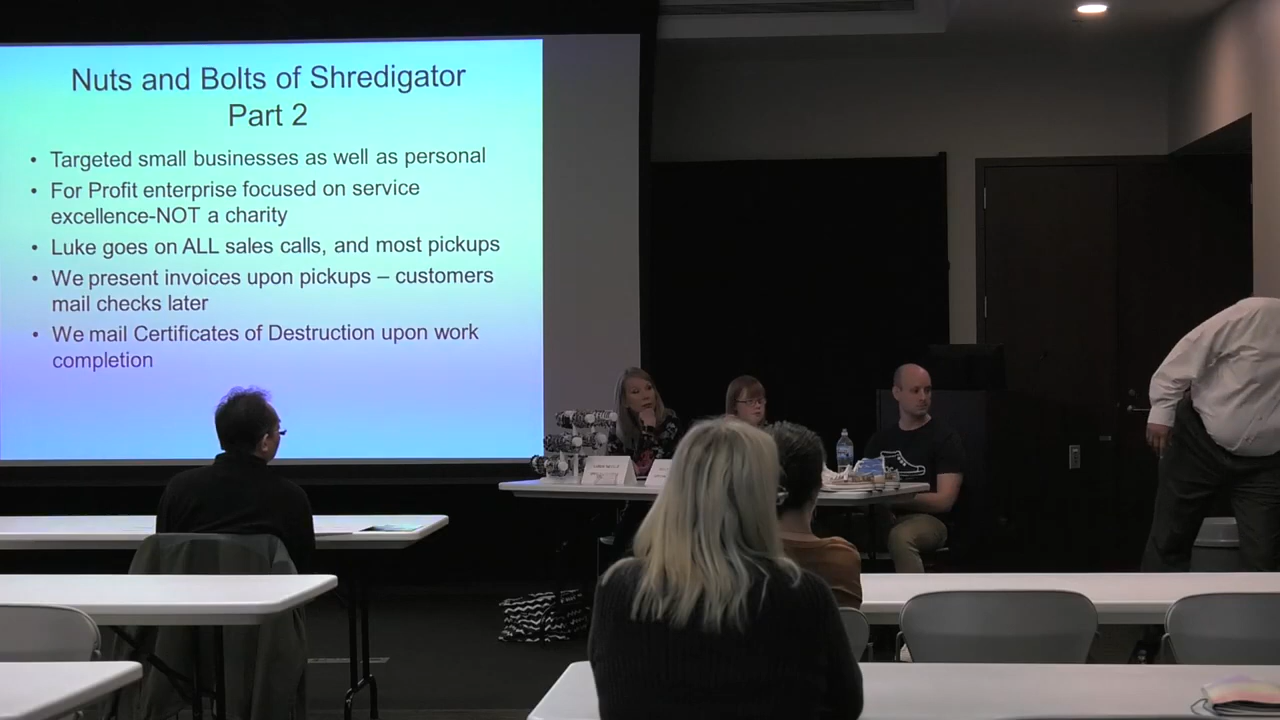 Nuts and Bolts of Shredigator
Part 2
• Targeted small businesses as well as personal
• For Profit enterprise focused on service
excellence-NOT a charity
• Luke goes on ALL sales calls, and most pickups
• We present invoices upon pickups – customers
mail checks later
• We mail Certificates of Destruction upon work
completion